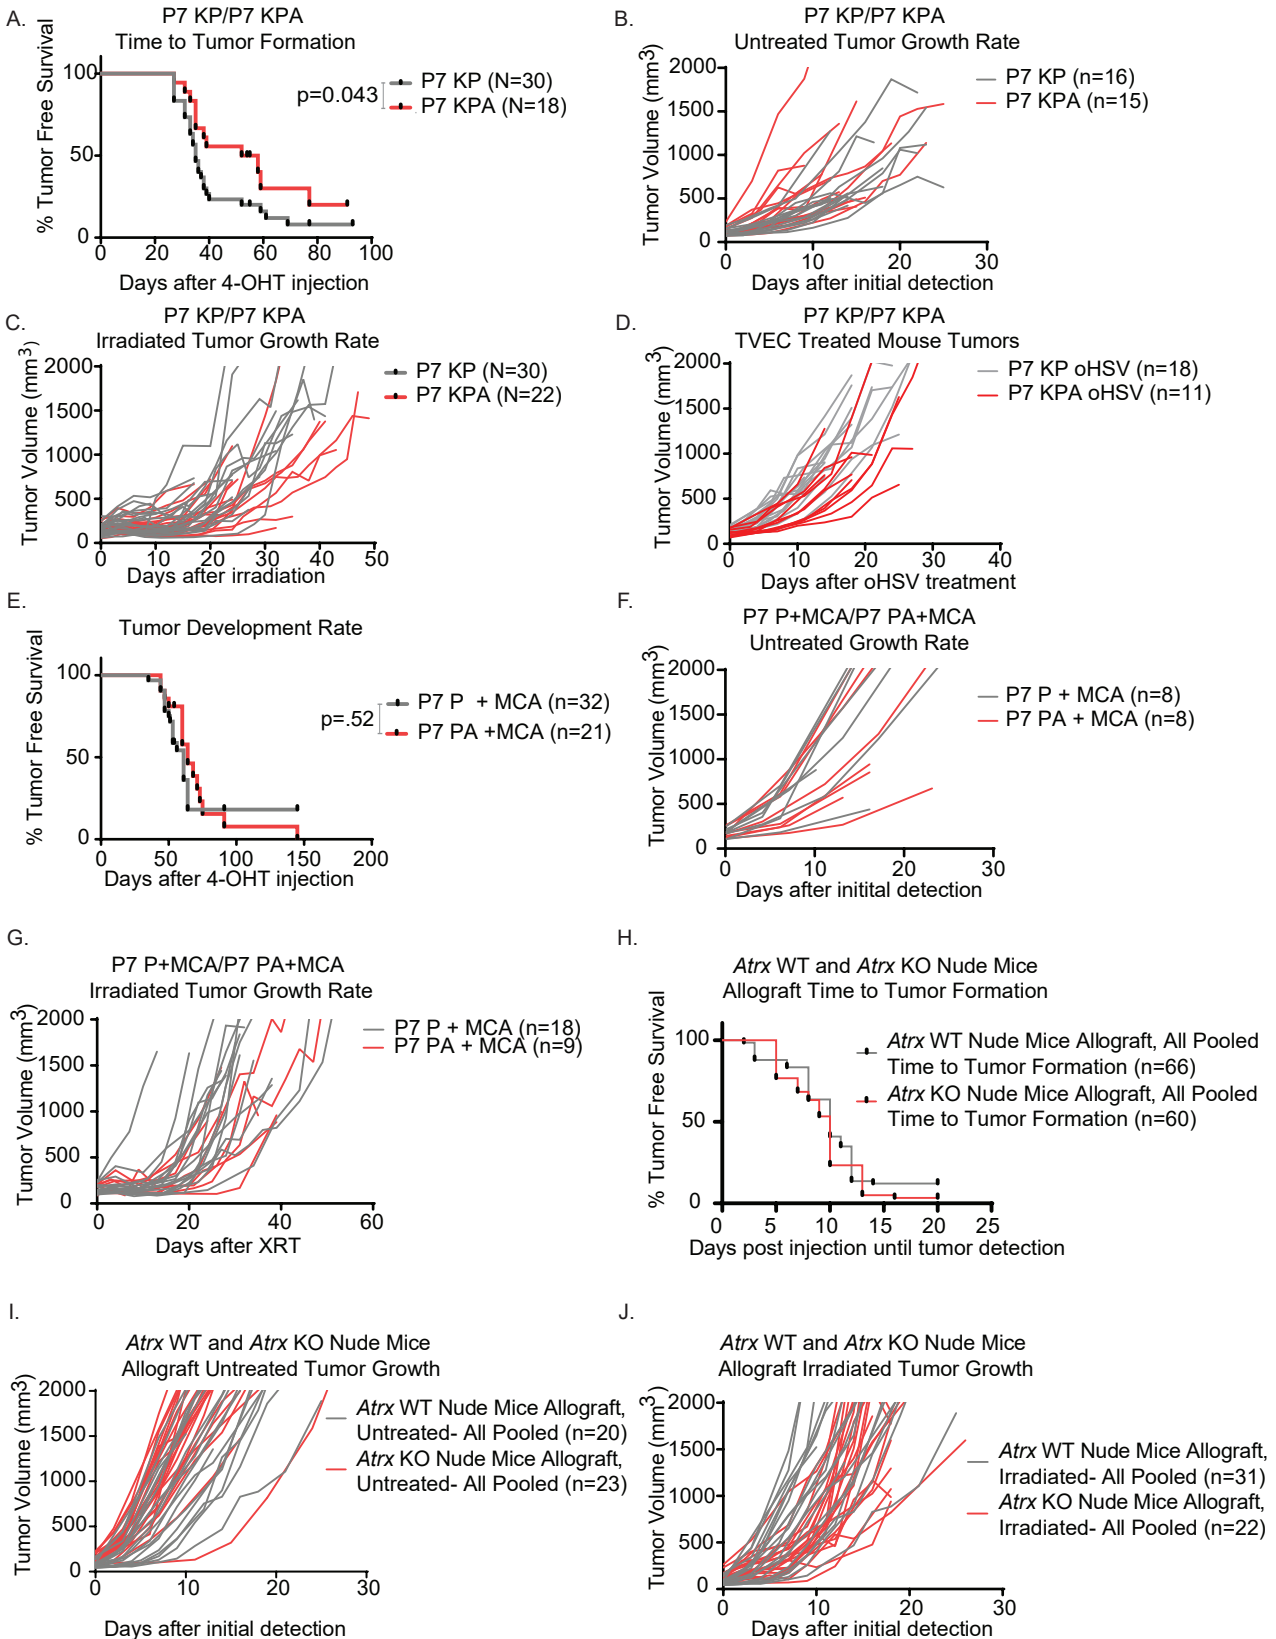 A.
P7 KP/P7 KPA
Time to Tumor Formation
% Tumor Free Survival
100
50
0
0 20 40 60 80 100
Days after 4-OHT injection
p=0.043
P7 KP (N=30)
P7 KPA (N=18)
B.
P7 KP/P7 KPA
Untreated Tumor Growth Rate
Tumor Volume (mm3)
2000
1500
1000
500
0
0 10 20 30
Days after initial detection
P7 KP (n=16)
P7 KPA (n=15)
C.
P7 KP/P7 KPA
Irradiated Tumor Growth Rate
Tumor Volume (mm3)
2000
1500
1000
500
0
0 10 20 30 40 50
Days after irradiation
P7 KP (N=30)
P7 KPA (N=22)
D.
P7 KP/P7 KPA
TVEC Treated Mouse Tumors
Tumor Volume (mm3)
2000
1500
1000
500
0
0 10 20 30 40
Days after oHSV treatment
P7 KP oHSV (n=18)
P7 KPA oHSV (n=11)
E.
Tumor Development Rate
% Tumor Free Survival
100
50
0
0 50 100 150 200
Days after 4-OHT injection
p=.52
P7 P + MCA (n=32)
P7 PA +MCA (n=21)
F.
P7 P+MCA/P7 PA+MCA
Untreated Growth Rate
Tumor Volume (mm3)
2000
1500
1000
500
0
0 10 20 30
Days after initital detection
P7 P + MCA (n=8)
P7 PA + MCA (n=8)
G.
P7 P+MCA/P7 PA+MCA
Irradiated Tumor Growth Rate
Tumor Volume (mm3)
2000
1500
1000
500
0
0 20 40 60
Days after XRT
P7 P + MCA (n=18)
P7 PA + MCA (n=9)
H.
Atrx WT and Atrx KO Nude Mice
Allograft Time to Tumor Formation
% Tumor Free Survival
100
50
0
0 5 10 15 20 25
Days post injection until tumor detection
Atrx WT Nude Mice Allograft, All Pooled
Time to Tumor Formation (n=66)
Atrx KO Nude Mice Allograft, All Pooled
Time to Tumor Formation (n=60)
I.
Atrx WT and Atrx KO Nude Mice
Allograft Untreated Tumor Growth
Tumor Volume (mm3)
2000
1500
1000
500
0
0 10 20 30
Days after initial detection
Atrx WT Nude Mice Allograft,
Untreated- All Pooled (n=20)
Atrx KO Nude Mice Allograft,
Untreated- All Pooled (n=23)
J.
Atrx WT and Atrx KO Nude Mice
Allograft Irradiated Tumor Growth
Tumor Volume (mm3)
2000
1500
1000
500
0
0 10 20 30
Days after initial detection
Atrx WT Nude Mice Allograft,
Irradiated- All Pooled (n=31)
Atrx KO Nude Mice Allograft,
Irradiated- All Pooled (n=22)